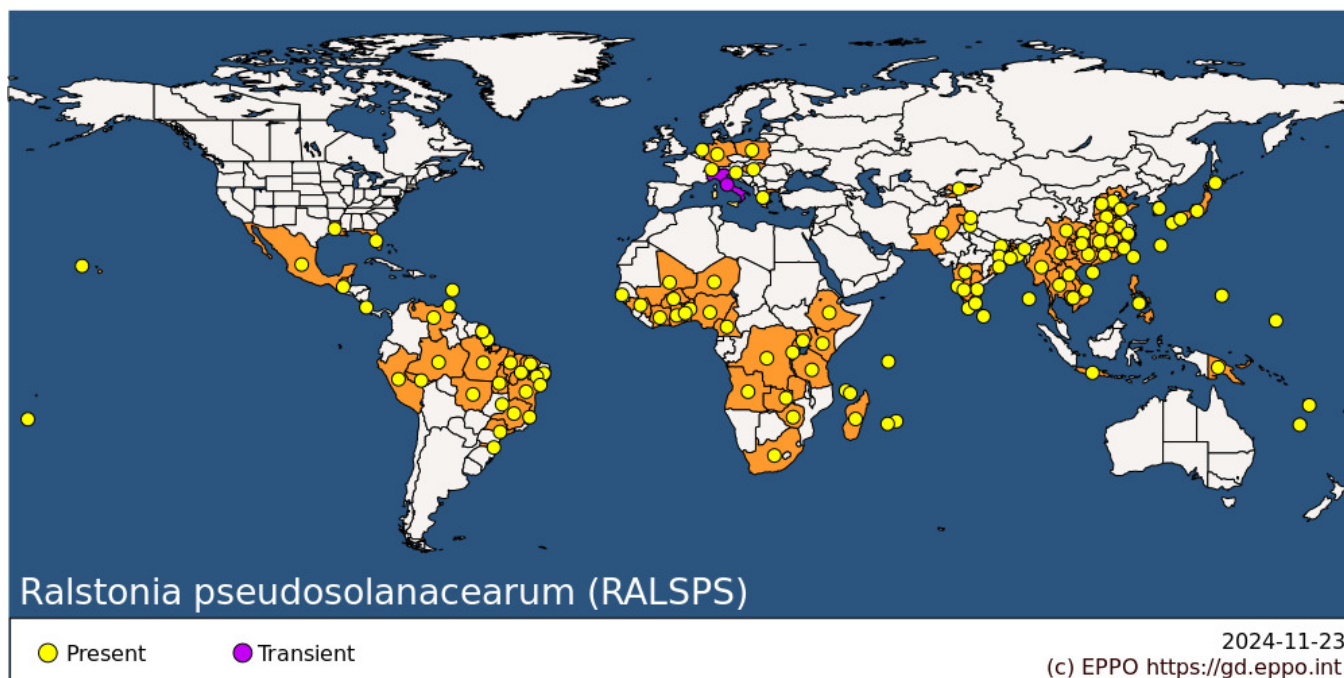 Ralstonia pseudosolanacearum (RALSPS)
Present
Transient
2024-11-23
(c) EPPO https://gd.eppo.int